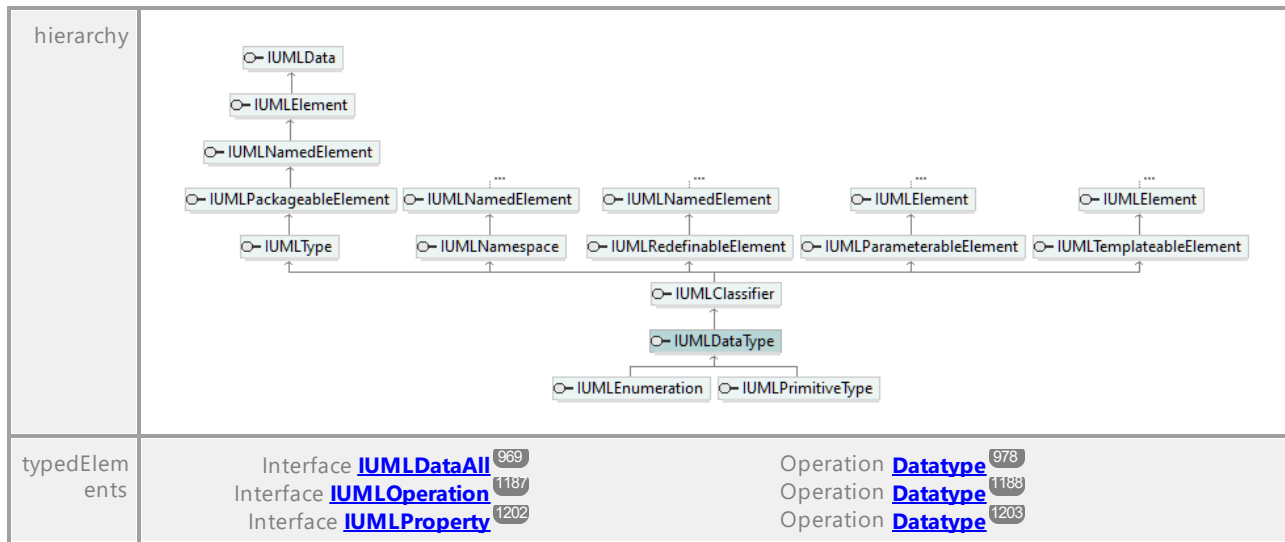 hierarchy
IUMLData
IUMLElement
IUMLNamedElement
... ... ... ...
IUMLPackageableElement IUMLNamedElement IUMLNamedElement IUMLElement IUMLElement
IUMLType IUMLNamespace IUMLRedefinableElement IUMLParameterableElement IUMLTemplateableElement
IUMLClassifier
IUMLDataType
IUMLEnumeration IUMLPrimitiveType
typedElem
ents
Interface IUMLDataAll 969 Operation Datatype 978
Interface IUMLOperation 1187 Operation Datatype 1188
Interface IUMLProperty 1202 Operation Datatype 1203